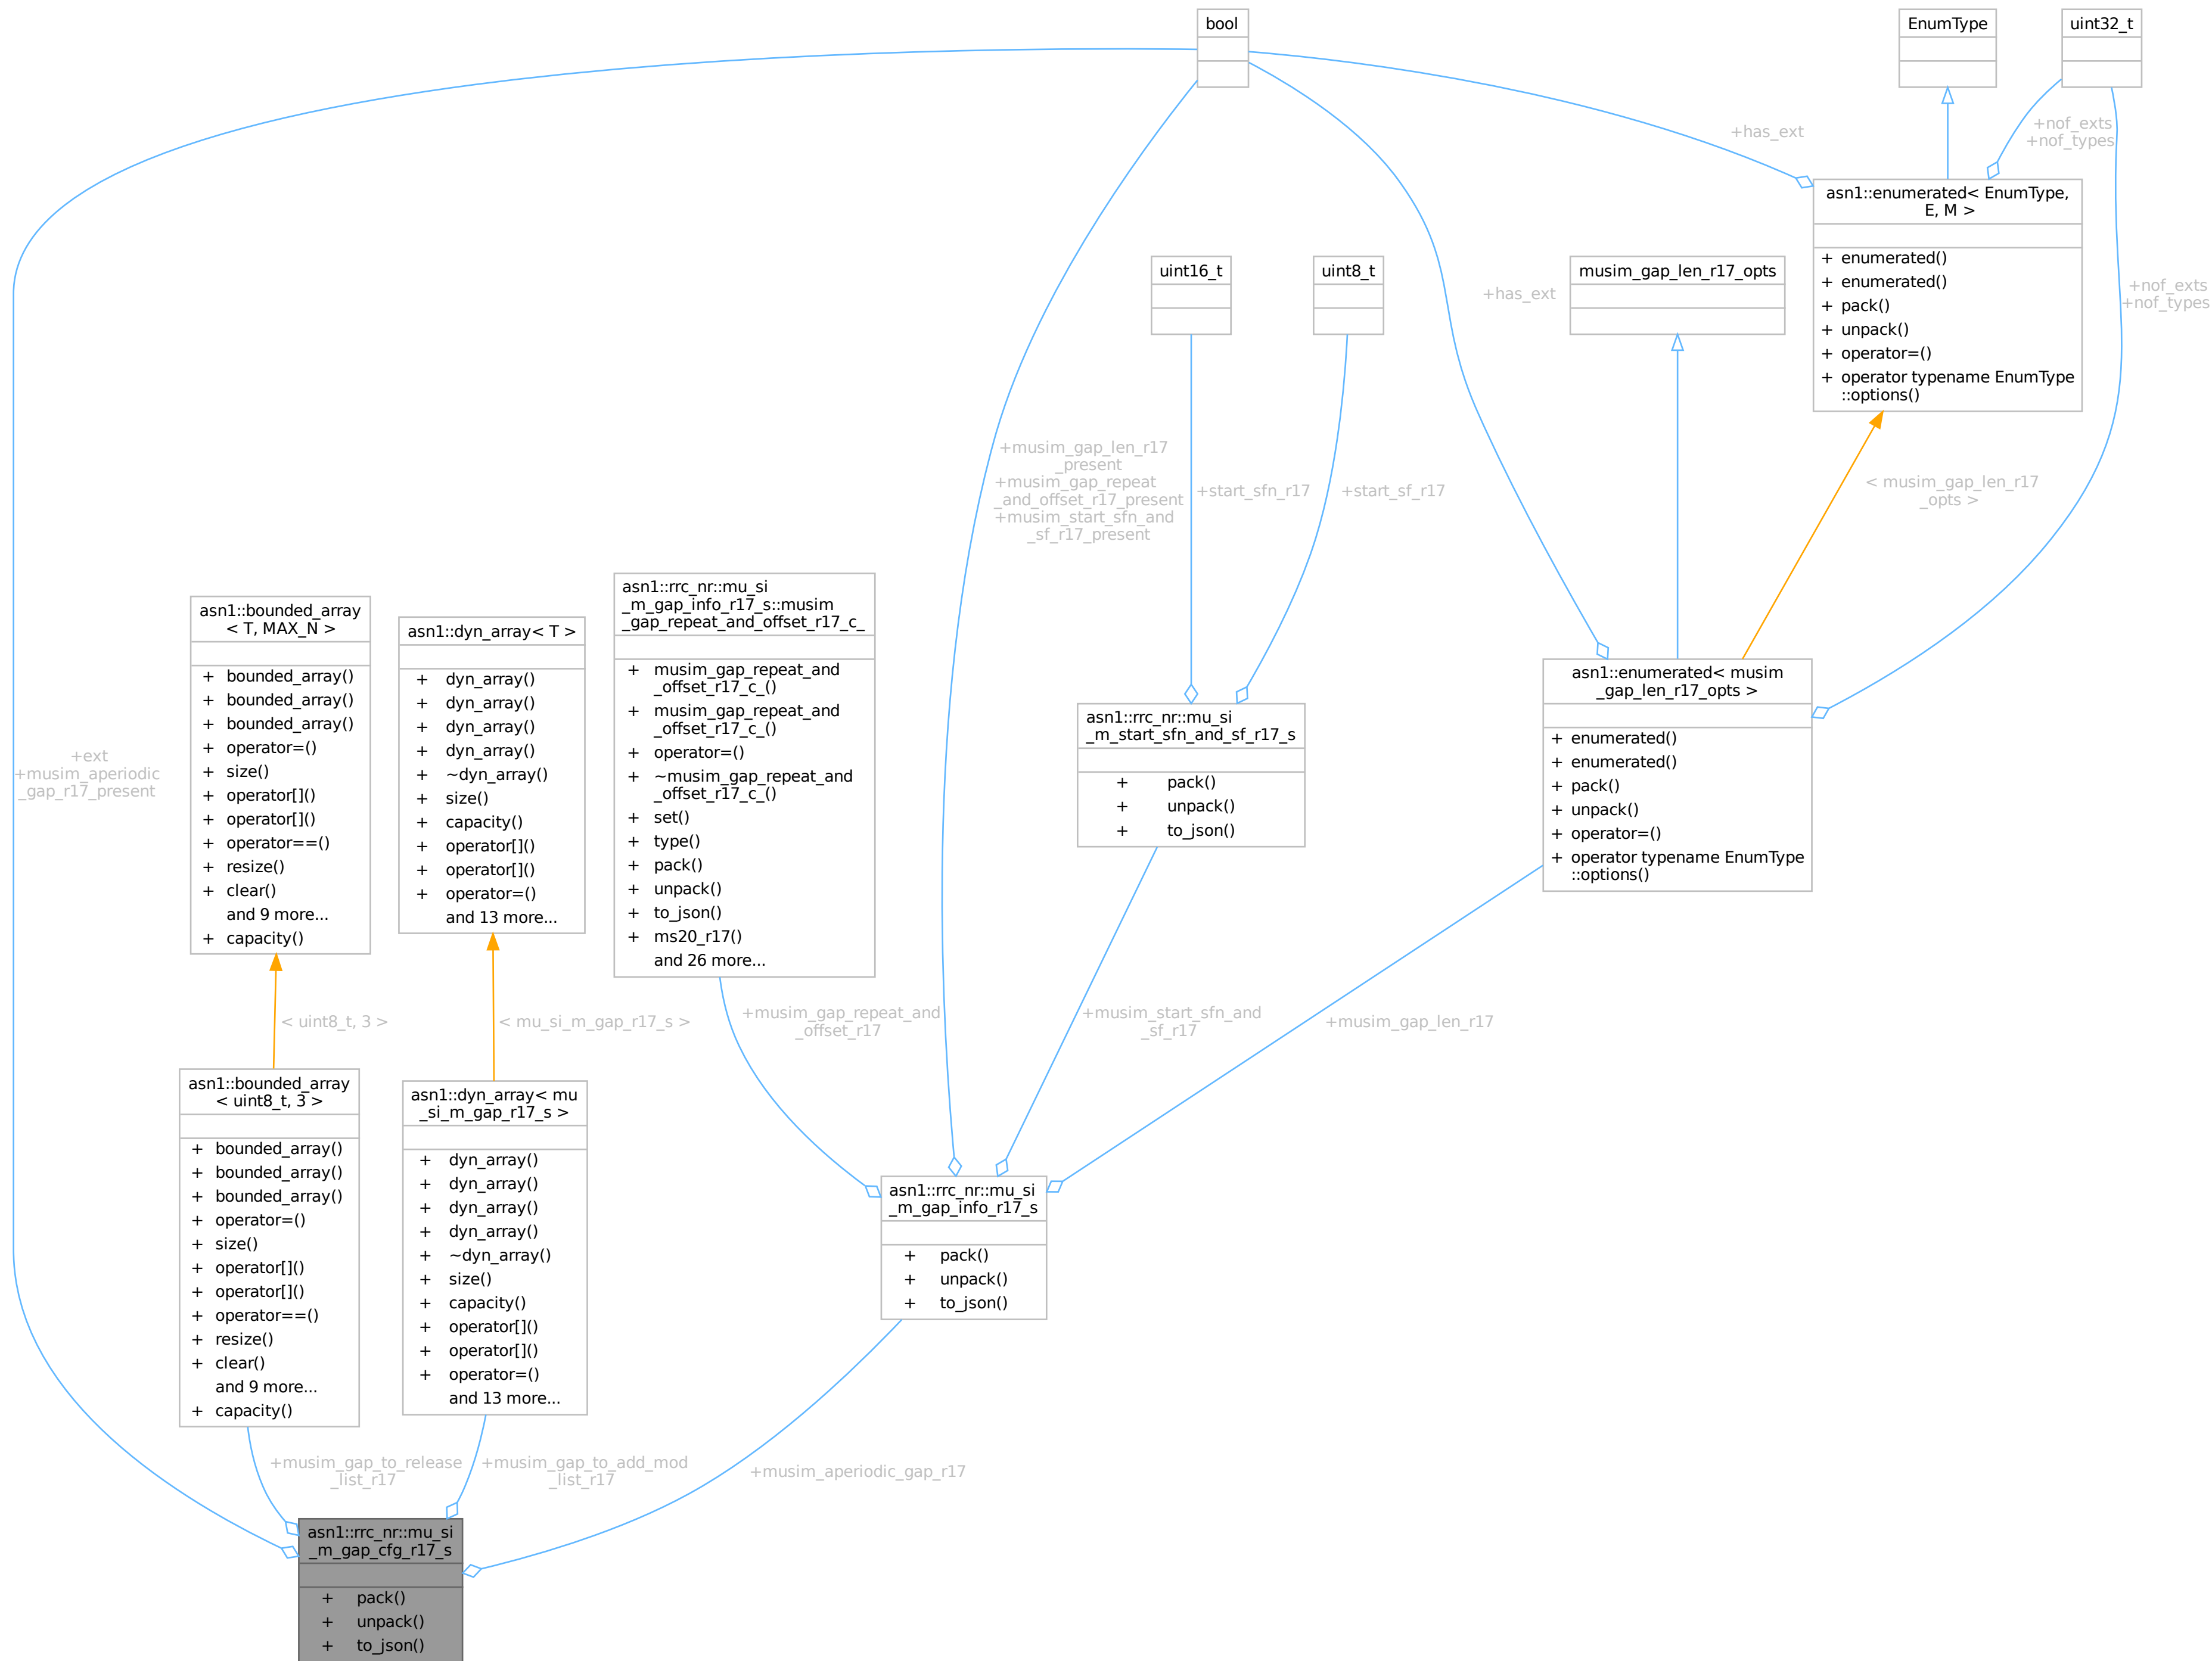 bool
EnumType
uint32_t
+has_ext
+nof_exts
+nof_types
asn1::enumerated< EnumType,
E, M >
+ enumerated()
+ enumerated()
+ pack()
+ unpack()
+ operator=()
+ operator typename EnumType
::options()
uint16_t
uint8_t
musim_gap_len_r17_opts
+has_ext
+nof_exts
+nof_types
+musim_gap_len_r17
_present
+musim_gap_repeat
_and_offset_r17_present
+musim_start_sfn_and
_sf_r17_present
+start_sfn_r17
+start_sf_r17
< musim_gap_len_r17
_opts >
asn1::bounded_array
< T, MAX_N >
+ bounded_array()
+ bounded_array()
+ bounded_array()
+ operator=()
+ size()
+ operator[]()
+ operator[]()
+ operator==()
+ resize()
+ clear()
and 9 more...
+ capacity()
asn1::dyn_array< T >
+ dyn_array()
+ dyn_array()
+ dyn_array()
+ dyn_array()
+ ~dyn_array()
+ size()
+ capacity()
+ operator[]()
+ operator[]()
+ operator=()
and 13 more...
asn1::rrc_nr::mu_si
_m_gap_info_r17_s::musim
_gap_repeat_and_offset_r17_c_
+ musim_gap_repeat_and
_offset_r17_c_()
+ musim_gap_repeat_and
_offset_r17_c_()
+ operator=()
+ ~musim_gap_repeat_and
_offset_r17_c_()
+ set()
+ type()
+ pack()
+ unpack()
+ to_json()
+ ms20_r17()
and 26 more...
asn1::rrc_nr::mu_si
_m_start_sfn_and_sf_r17_s
+ pack()
+ unpack()
+ to_json()
asn1::enumerated< musim
_gap_len_r17_opts >
+ enumerated()
+ enumerated()
+ pack()
+ unpack()
+ operator=()
+ operator typename EnumType
::options()
+ext
+musim_aperiodic
_gap_r17_present
< uint8_t, 3 >
< mu_si_m_gap_r17_s >
+musim_gap_repeat_and
_offset_r17
+musim_start_sfn_and
_sf_r17
+musim_gap_len_r17
asn1::bounded_array
< uint8_t, 3 >
+ bounded_array()
+ bounded_array()
+ bounded_array()
+ operator=()
+ size()
+ operator[]()
+ operator[]()
+ operator==()
+ resize()
+ clear()
and 9 more...
+ capacity()
asn1::dyn_array< mu
_si_m_gap_r17_s >
+ dyn_array()
+ dyn_array()
+ dyn_array()
+ dyn_array()
+ ~dyn_array()
+ size()
+ capacity()
+ operator[]()
+ operator[]()
+ operator=()
and 13 more...
asn1::rrc_nr::mu_si
_m_gap_info_r17_s
+ pack()
+ unpack()
+ to_json()
+musim_gap_to_release
_list_r17
+musim_gap_to_add_mod
_list_r17
+musim_aperiodic_gap_r17
asn1::rrc_nr::mu_si
_m_gap_cfg_r17_s
+ pack()
+ unpack()
+ to_json()